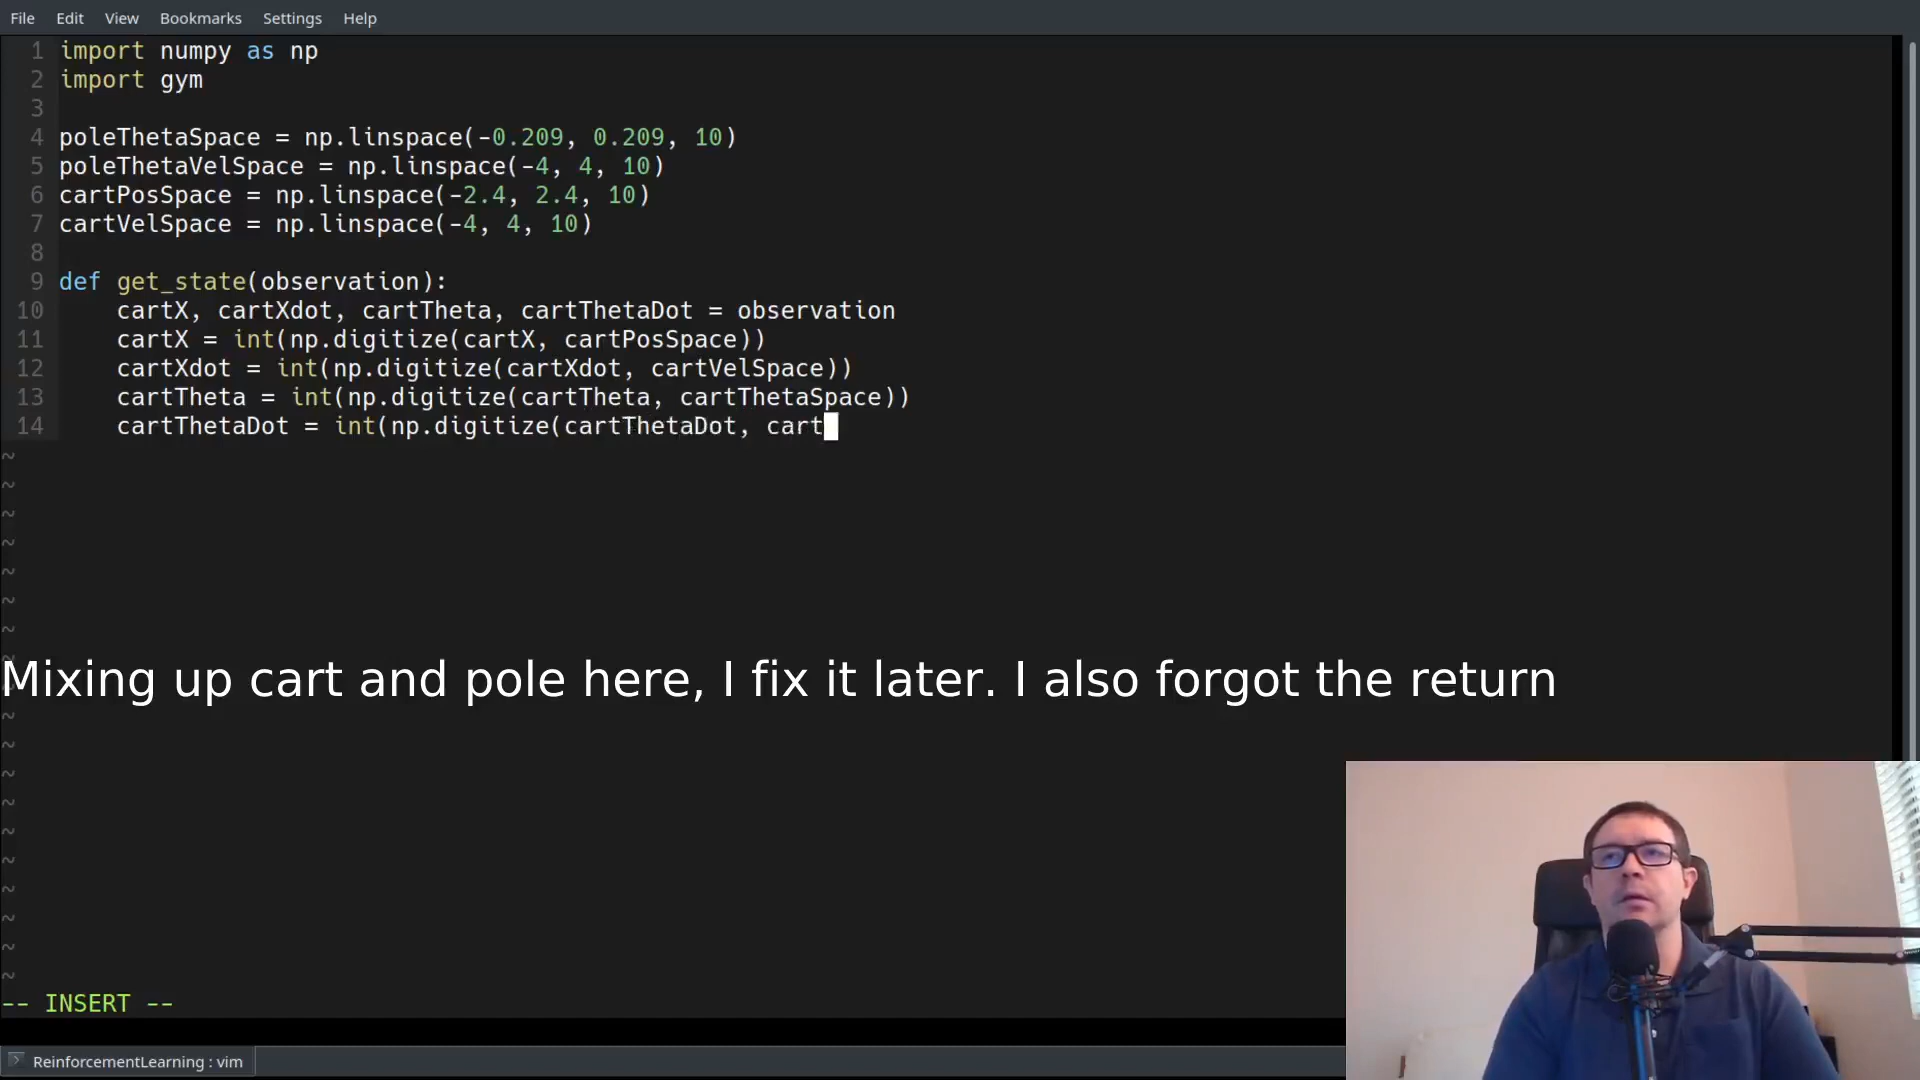 File Edit View Bookmarks Settings Help
1 import numpy as np
2 import gym
3
4 poleThetaSpace = np.linspace(-0.209, 0.209, 10)
5 poleThetaVelSpace = np.linspace(-4, 4, 10)
6 cartPosSpace = np.linspace(-2.4, 2.4, 10)
7 cartVelSpace = np.linspace(-4, 4, 10)
8
9 def get_state(observation):
10     cartX, cartXdot, cartTheta, cartThetaDot = observation
11     cartX = int(np.digitize(cartX, cartPosSpace))
12     cartXdot = int(np.digitize(cartXdot, cartVelSpace))
13     cartTheta = int(np.digitize(cartTheta, cartThetaSpace))
14     cartThetaDot = int(np.digitize(cartThetaDot, cart
~
~
~
~
~
~
~
Mixing up cart and pole here, I fix it later. I also forgot the return
~
~
~
~
~
~
~
~
~
~
-- INSERT --
ReinforcementLearning : vim